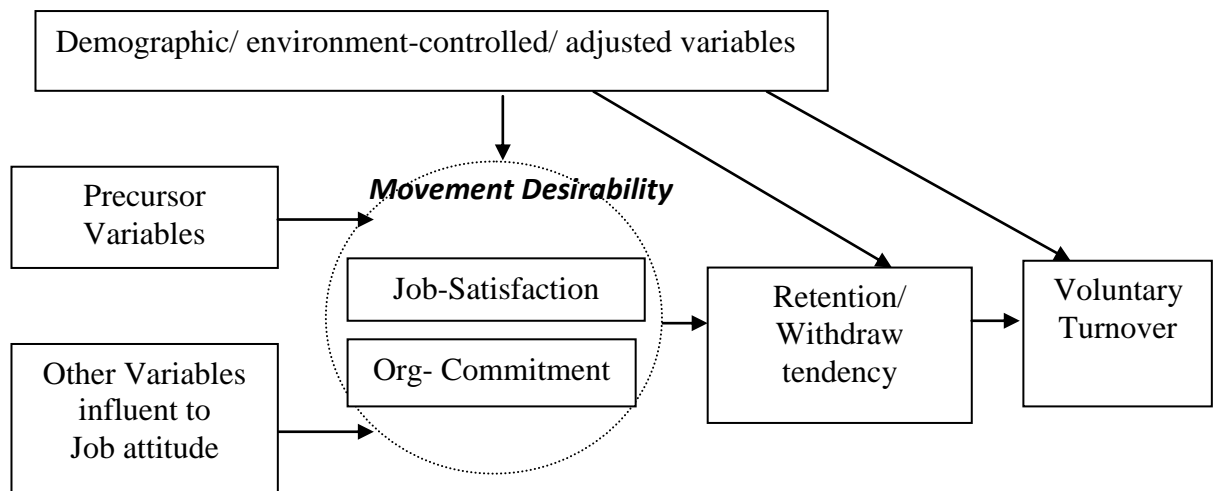 Demographic/ environment-controlled/ adjusted variables
Movement Desirability
Precursor
Variables
Job-Satisfaction
Org- Commitment
Other Variables
influent to
Job attitude
Retention/
Withdraw
tendency
Voluntary
Turnover